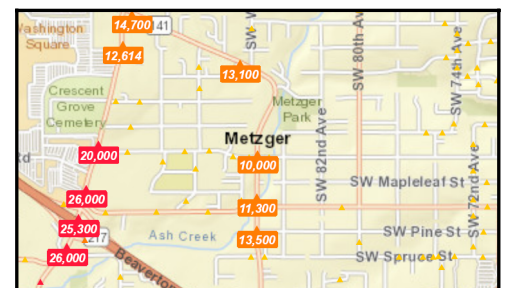 14,700
41
SW
SW 80th Av
SW 74th Ave
Washington
Square
12,614
13,100
Crescent
Grove
Cemetery
Metzger
Park
Metzger
SW 82nd Ave
SW 72nd Ave
20,000
Rd
10,000
SW Mapleleaf St
26,000
11,300
25,300
217
Ash Creek
13,500
SW Pine St
SW Spruce St
26,000
Beaverton